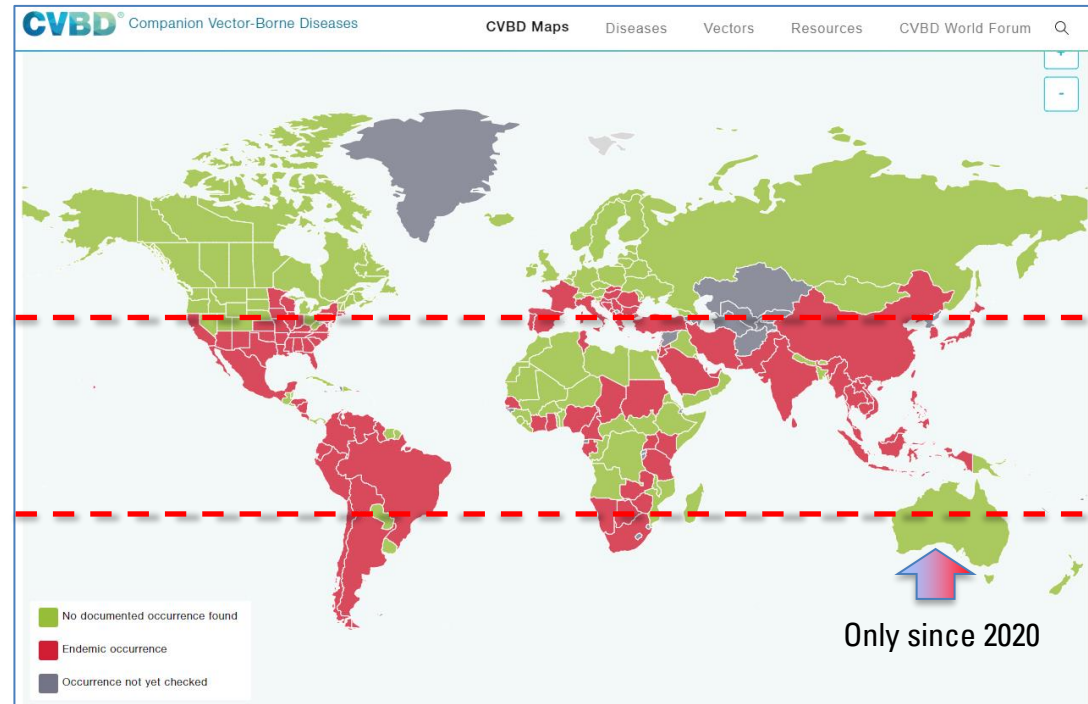 CVBD® Companion Vector-Borne Diseases CVBD Maps Diseases Vectors Resources CVBD World Forum
+
-
Only since 2020
No documented occurrence found
Endemic occurrence
Occurrence not yet checked